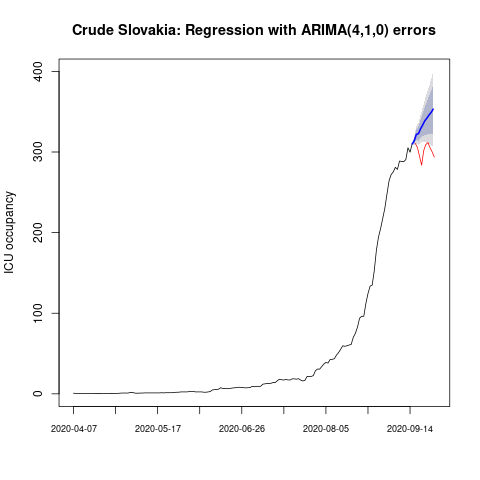 Crude Slovakia: Regression with ARIMA(4,1,0) errors
ICU occupancy
400
300
200
100
0
2020-04-07 2020-05-17 2020-06-26 2020-08-05 2020-09-14